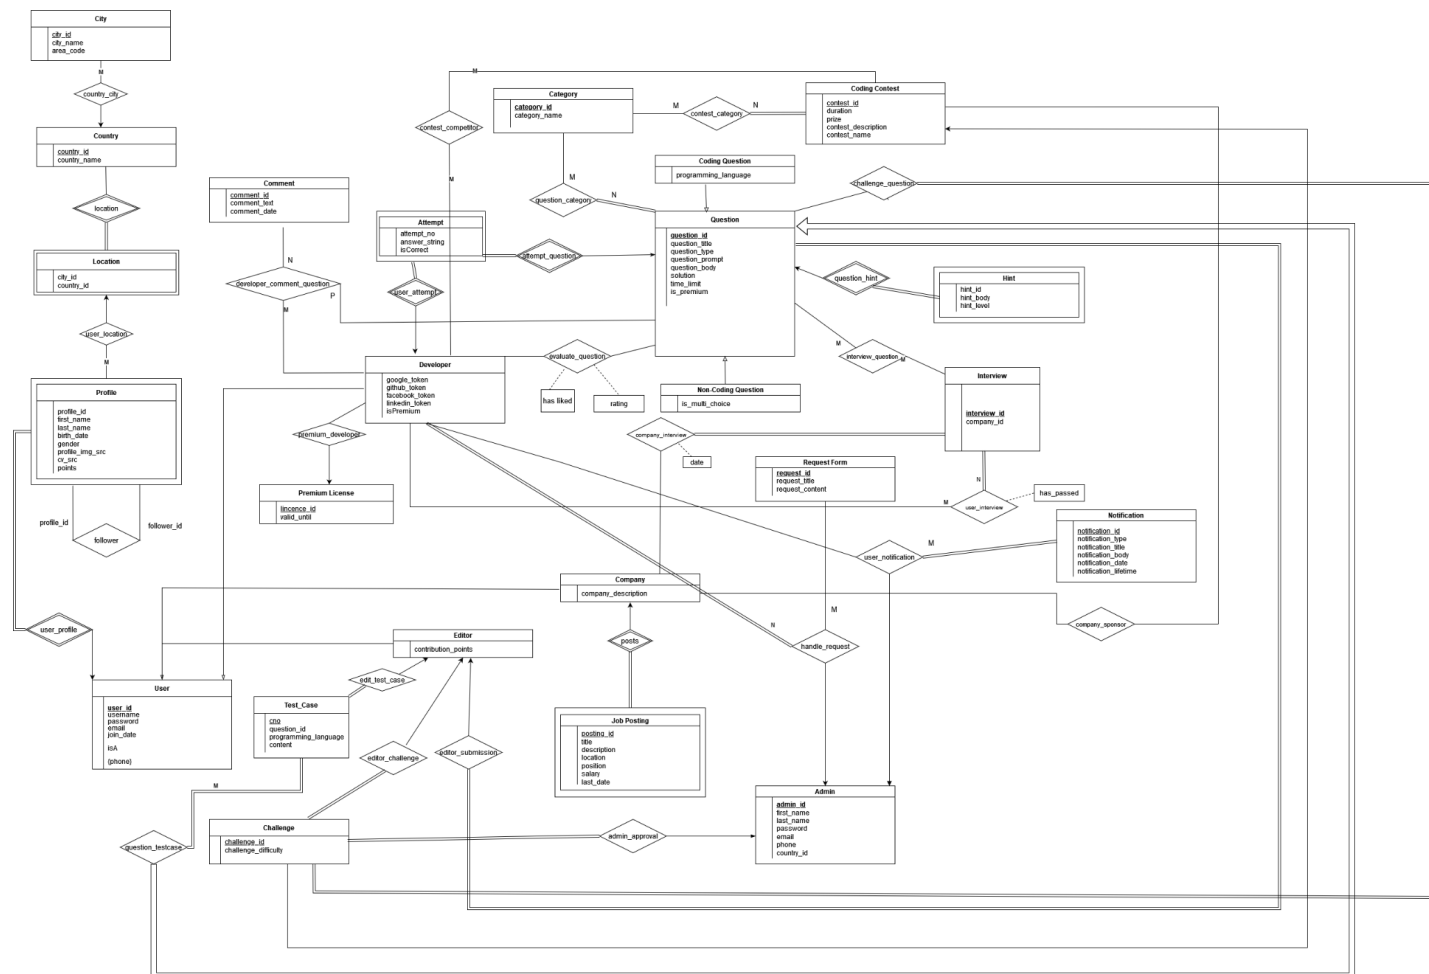 City
city_id
city_name
area_code
M
country_city
Country
country_id
country_name
location
Location
city_id
country_id
user_location
M
Profile
profile_id
first_name
last_name
birth_date
gender
profile_img_src
cv_src
points
profile_id
follower_id
follower
user_profile
User
user_id
username
password
email
join_date
isA
{phone}
Comment
comment_id
comment_text
comment_date
N
developer_comment_question
P
M
Attempt
attempt_no
answer_string
isCorrect
attempt_question
user_attempt
M
contest_competitor
M
Category
category_id
category_name
M
contest_category
N
Coding Contest
contest_id
duration
prize
contest_description
contest_name
M
question_category
N
Coding Question
programming_language
challenge_question
Question
question_id
question_title
question_type
question_prompt
question_body
solution
time_limit
is_premium
question_hint
Hint
hint_id
hint_body
hint_level
M
interview_question
M
Interview
interview_id
company_id
Developer
google_token
github_token
facebook_token
linkedin_token
isPremium
evaluate_question
has liked
rating
Non-Coding Question
is_multi_choice
premium_developer
Premium License
lincence_id
valid_until
company_interview
date
Request Form
request_id
request_title
request_content
N
M
user_interview
has_passed
Notification
notification_id
notification_type
notification_title
notification_body
notification_date
notification_lifetime
user_notification
M
Company
company_description
company_sponsor
M
N
handle_request
posts
Editor
contribution_points
edit_test_case
Test_Case
cno
question_id
programming_language
content
editor_challenge
editor_submission
Job Posting
posting_id
title
description
location
position
salary
last_date
M
question_testcase
Challenge
challenge_id
challenge_difficulty
admin_approval
Admin
admin_id
first_name
last_name
password
email
phone
country_id